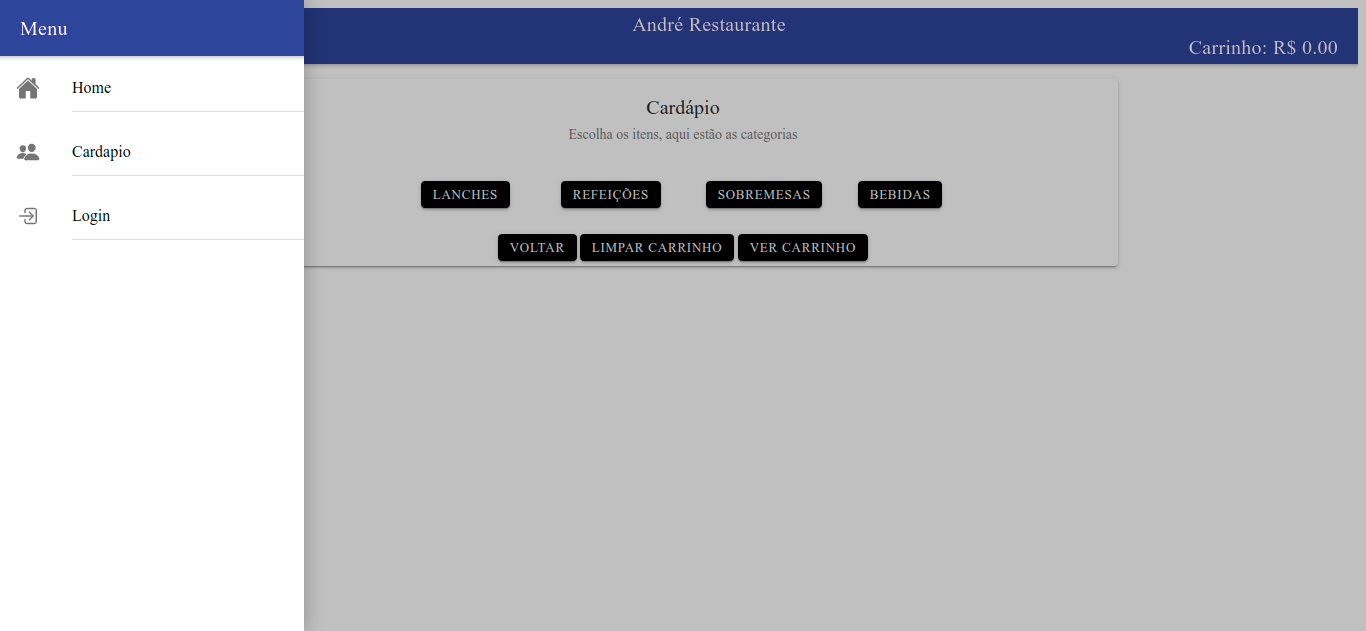 Menu
Home
Cardapio
Login
André Restaurante
Carrinho: R$ 0.00
Cardápio
Escolha os itens, aqui estão as categorias
LANCHES REFEIÇÕES SOBREMESAS BEBIDAS
VOLTAR LIMPAR CARRINHO VER CARRINHO